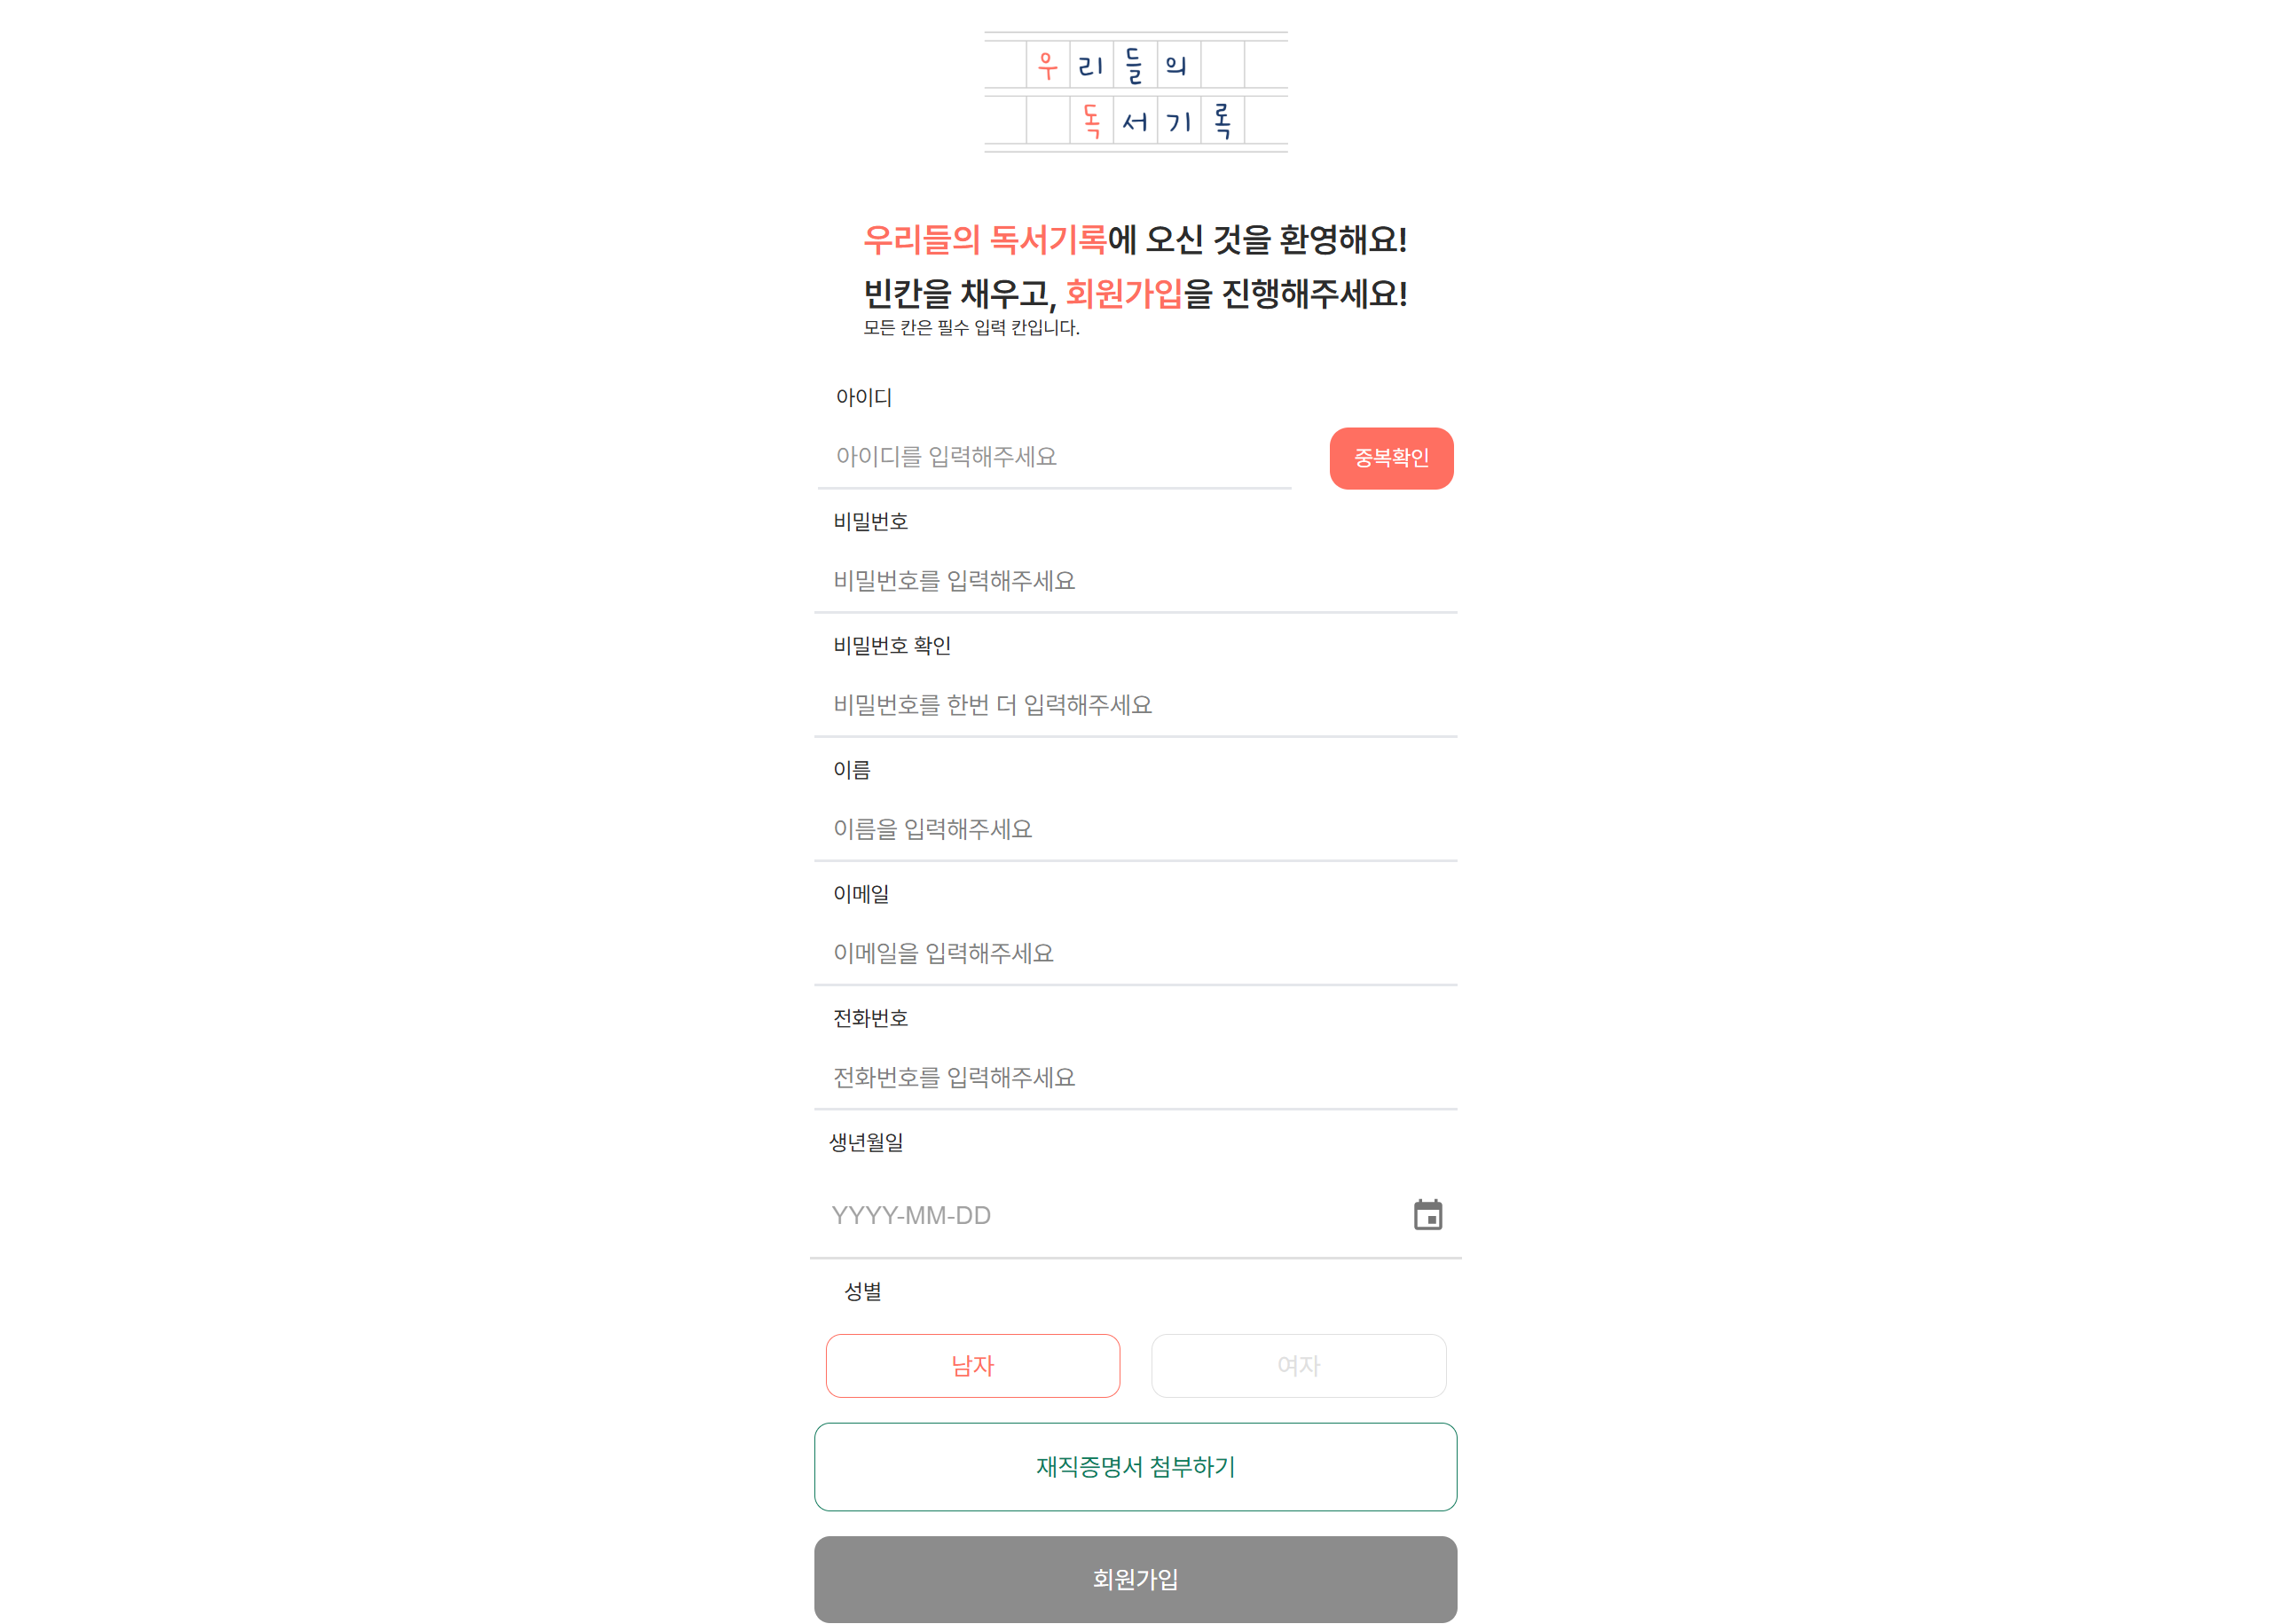 우리들의
독서기록
우리들의 독서기록에 오신 것을 환영해요!
빈칸을 채우고, 회원가입을 진행해주세요!
모든 칸은 필수 입력 칸입니다.
아이디
아이디를 입력해주세요
중복확인
비밀번호
비밀번호를 입력해주세요
비밀번호 확인
비밀번호를 한번 더 입력해주세요
이름
이름을 입력해주세요
이메일
이메일을 입력해주세요
전화번호
전화번호를 입력해주세요
생년월일
YYYY-MM-DD
성별
남자 여자
재직증명서 첨부하기
회원가입